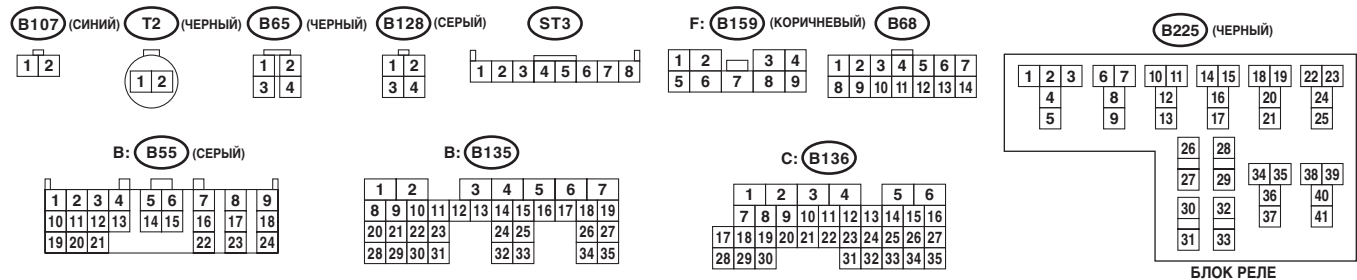 B107 (СИНИЙ) T2 (ЧЕРНЫЙ) B65 (ЧЕРНЫЙ) B128 (СЕРЫЙ) ST3 F: B159 (КОРИЧНЕВЫЙ) B68
1 2
1 2
1 2
3 4
1 2
3 4
1 2 3 4 5 6 7 8
1 2 3 4
5 6 7 8 9
1 2 3 4 5 6 7
8 9 10 11 12 13 14
B225 (ЧЕРНЫЙ)
1 2 3 6 7 10 11 14 15 18 19 22 23
4 8 12 16 20 24
5 9 13 17 21 25
26 28
27 29 34 35 38 39
36 40
30 32 37 41
31 33
БЛОК РЕЛЕ
B: B55 (СЕРЫЙ)
1 2 3 4 5 6 7 8 9
10 11 12 13 14 15 16 17 18
19 20 21 22 23 24
B: B135
1 2 3 4 5 6 7
8 9 10 11 12 13 14 15 16 17 18 19
20 21 22 23 24 25 26 27
28 29 30 31 32 33 34 35
C: B136
1 2 3 4 5 6
7 8 9 10 11 12 13 14 15 16
17 18 19 20 21 22 23 24 25 26 27
28 29 30 31 32 33 34 35